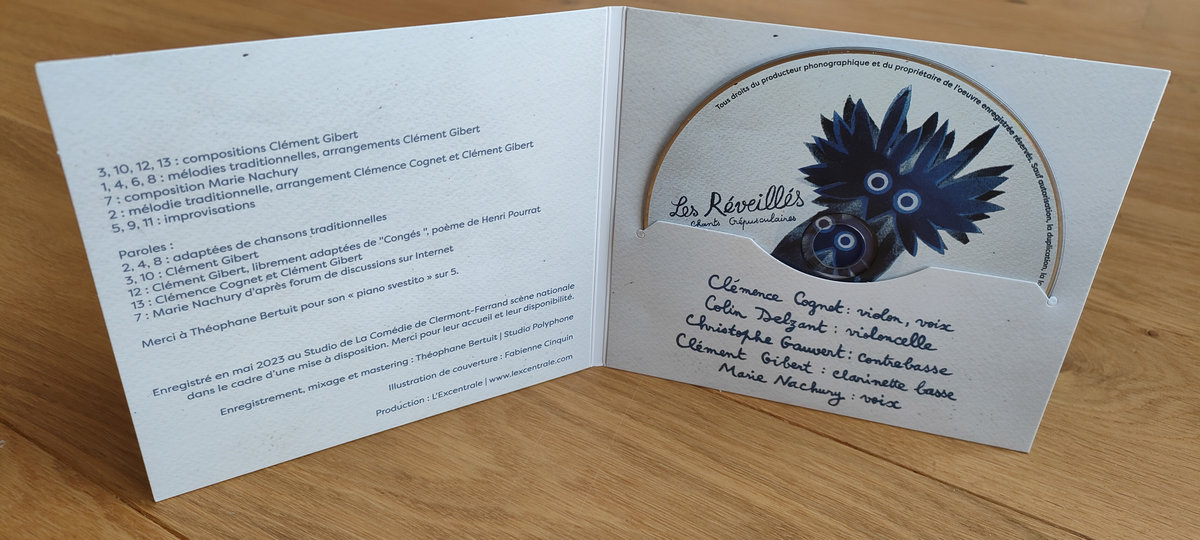 3, 10, 12, 13 : compositions Clément Gibert
1, 4, 6, 8 : mélodies traditionnelles, arrangements Clément Gibert
7 : composition Marie Nachury
2 : mélodie traditionnelle, arrangement Clémence Cognet et Clément Gibert
5, 9, 11 : improvisations
Paroles :
2, 4, 8 : adaptées de chansons traditionnelles
3, 10 : Clément Gibert
12 : Clément Gibert, librement adaptées de "Congés ", poème de Henri Pourrat
13 : Clémence Cognet et Clément Gibert
7 : Marie Nachury d'après forum de discussions sur Internet
Merci à Théophane Bertuit pour son « piano svestito » sur 5.
Enregistré en mai 2023 au Studio de La Comédie de Clermont-Ferrand scène nationale
dans le cadre d'une mise à disposition. Merci pour leur accueil et leur disponibilité.
Enregistrement, mixage et mastering : Théophane Bertuit | Studio Polyphone
Illustration de couverture : Fabienne Cinquin
Production : L'Excentrale | www.lexcentrale.com
Tous droits du producteur phonographique et du propriétaire de l'oeuvre enregistrée réservés. Sauf autorisation, la duplication, la
Les Réveillés
Chants Crépusculaires
Clémence Cognet : violon, voix
Colin Delzant : violoncelle
Christophe Gauvert : contrebasse
Clément Gibert : clarinette basse
Marie Nachury : voix